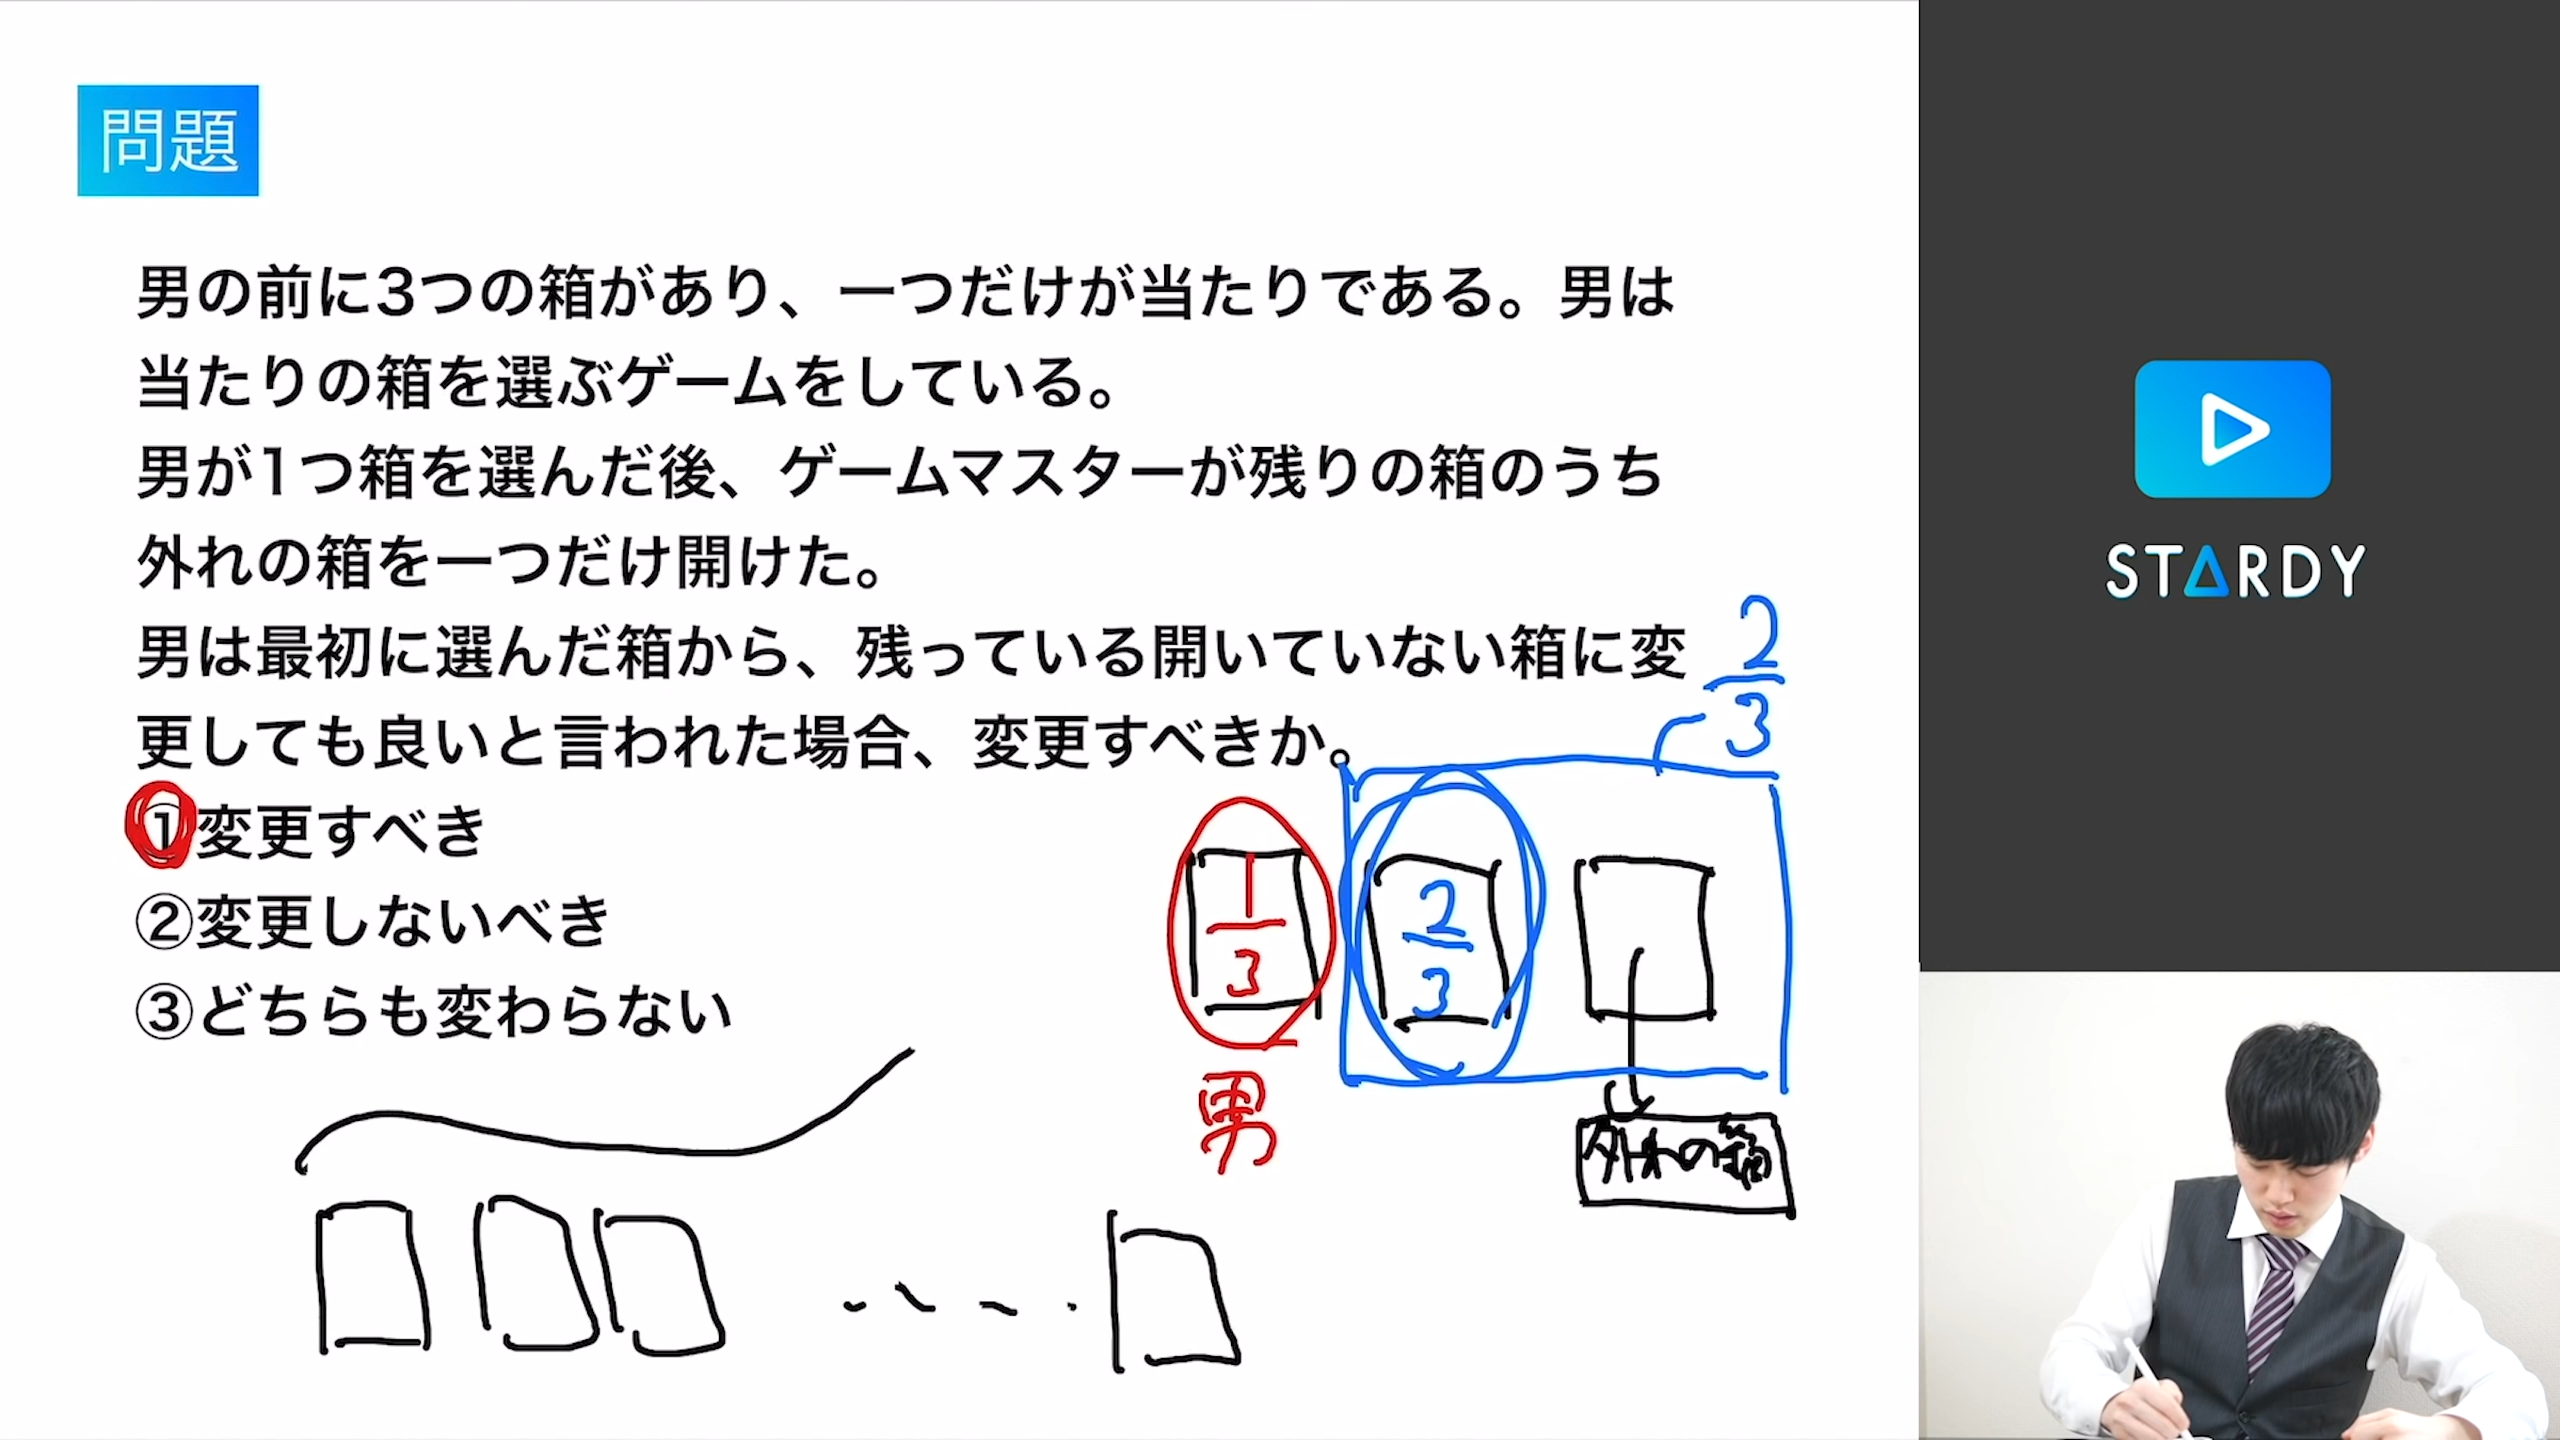 問題
男の前に3つの箱があり、一つだけが当たりである。男は
当たりの箱を選ぶゲームをしている。
男が1つ箱を選んだ後、ゲームマスターが残りの箱のうち
外れの箱を一つだけ開けた。
男は最初に選んだ箱から、残っている開いていない箱に変
更しても良いと言われた場合、変更すべきか。
①変更すべき
②変更しないべき
③どちらも変わらない
2
3
1
3
2
3
男
外れの箱
STARDY